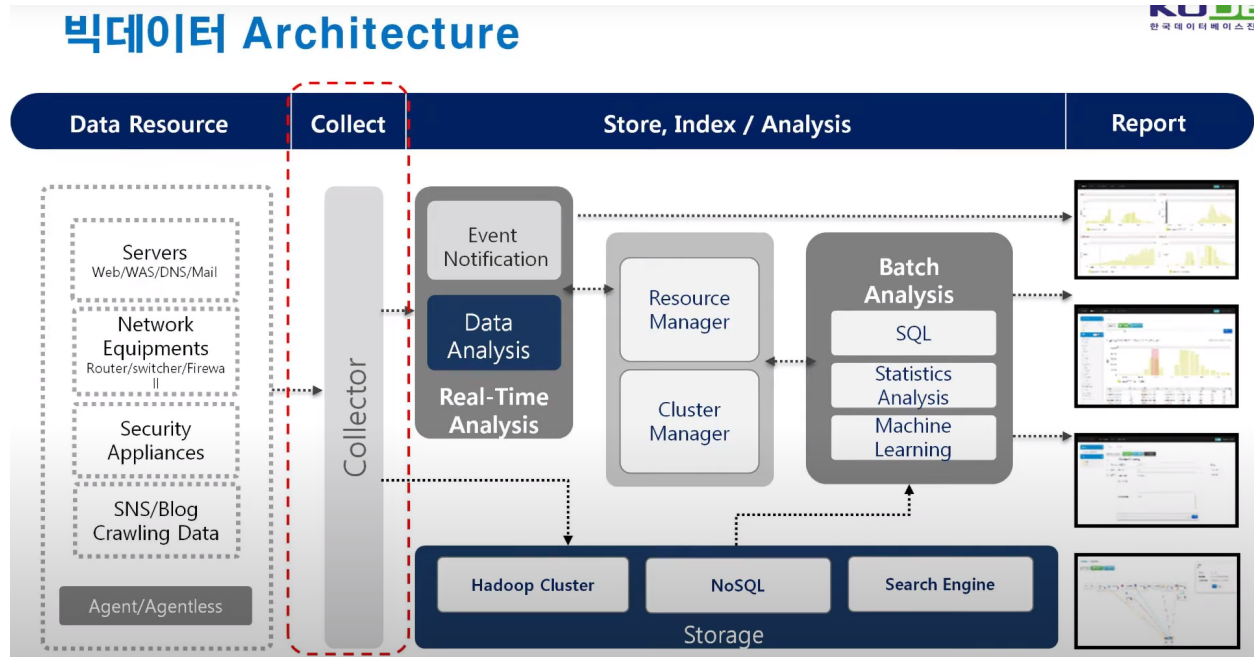 빅데이터 Architecture
한국데이터베이스진
Data Resource
Collect
Store, Index / Analysis
Report
Servers
Web/WAS/DNS/Mail
Network
Equipments
Router/switcher/Firewa
ll
Security
Appliances
SNS/Blog
Crawling Data
Agent/Agentless
Collector
Event
Notification
Data
Analysis
Real-Time
Analysis
Resource
Manager
Cluster
Manager
Batch
Analysis
SQL
Statistics
Analysis
Machine
Learning
Hadoop Cluster
NoSQL
Search Engine
Storage